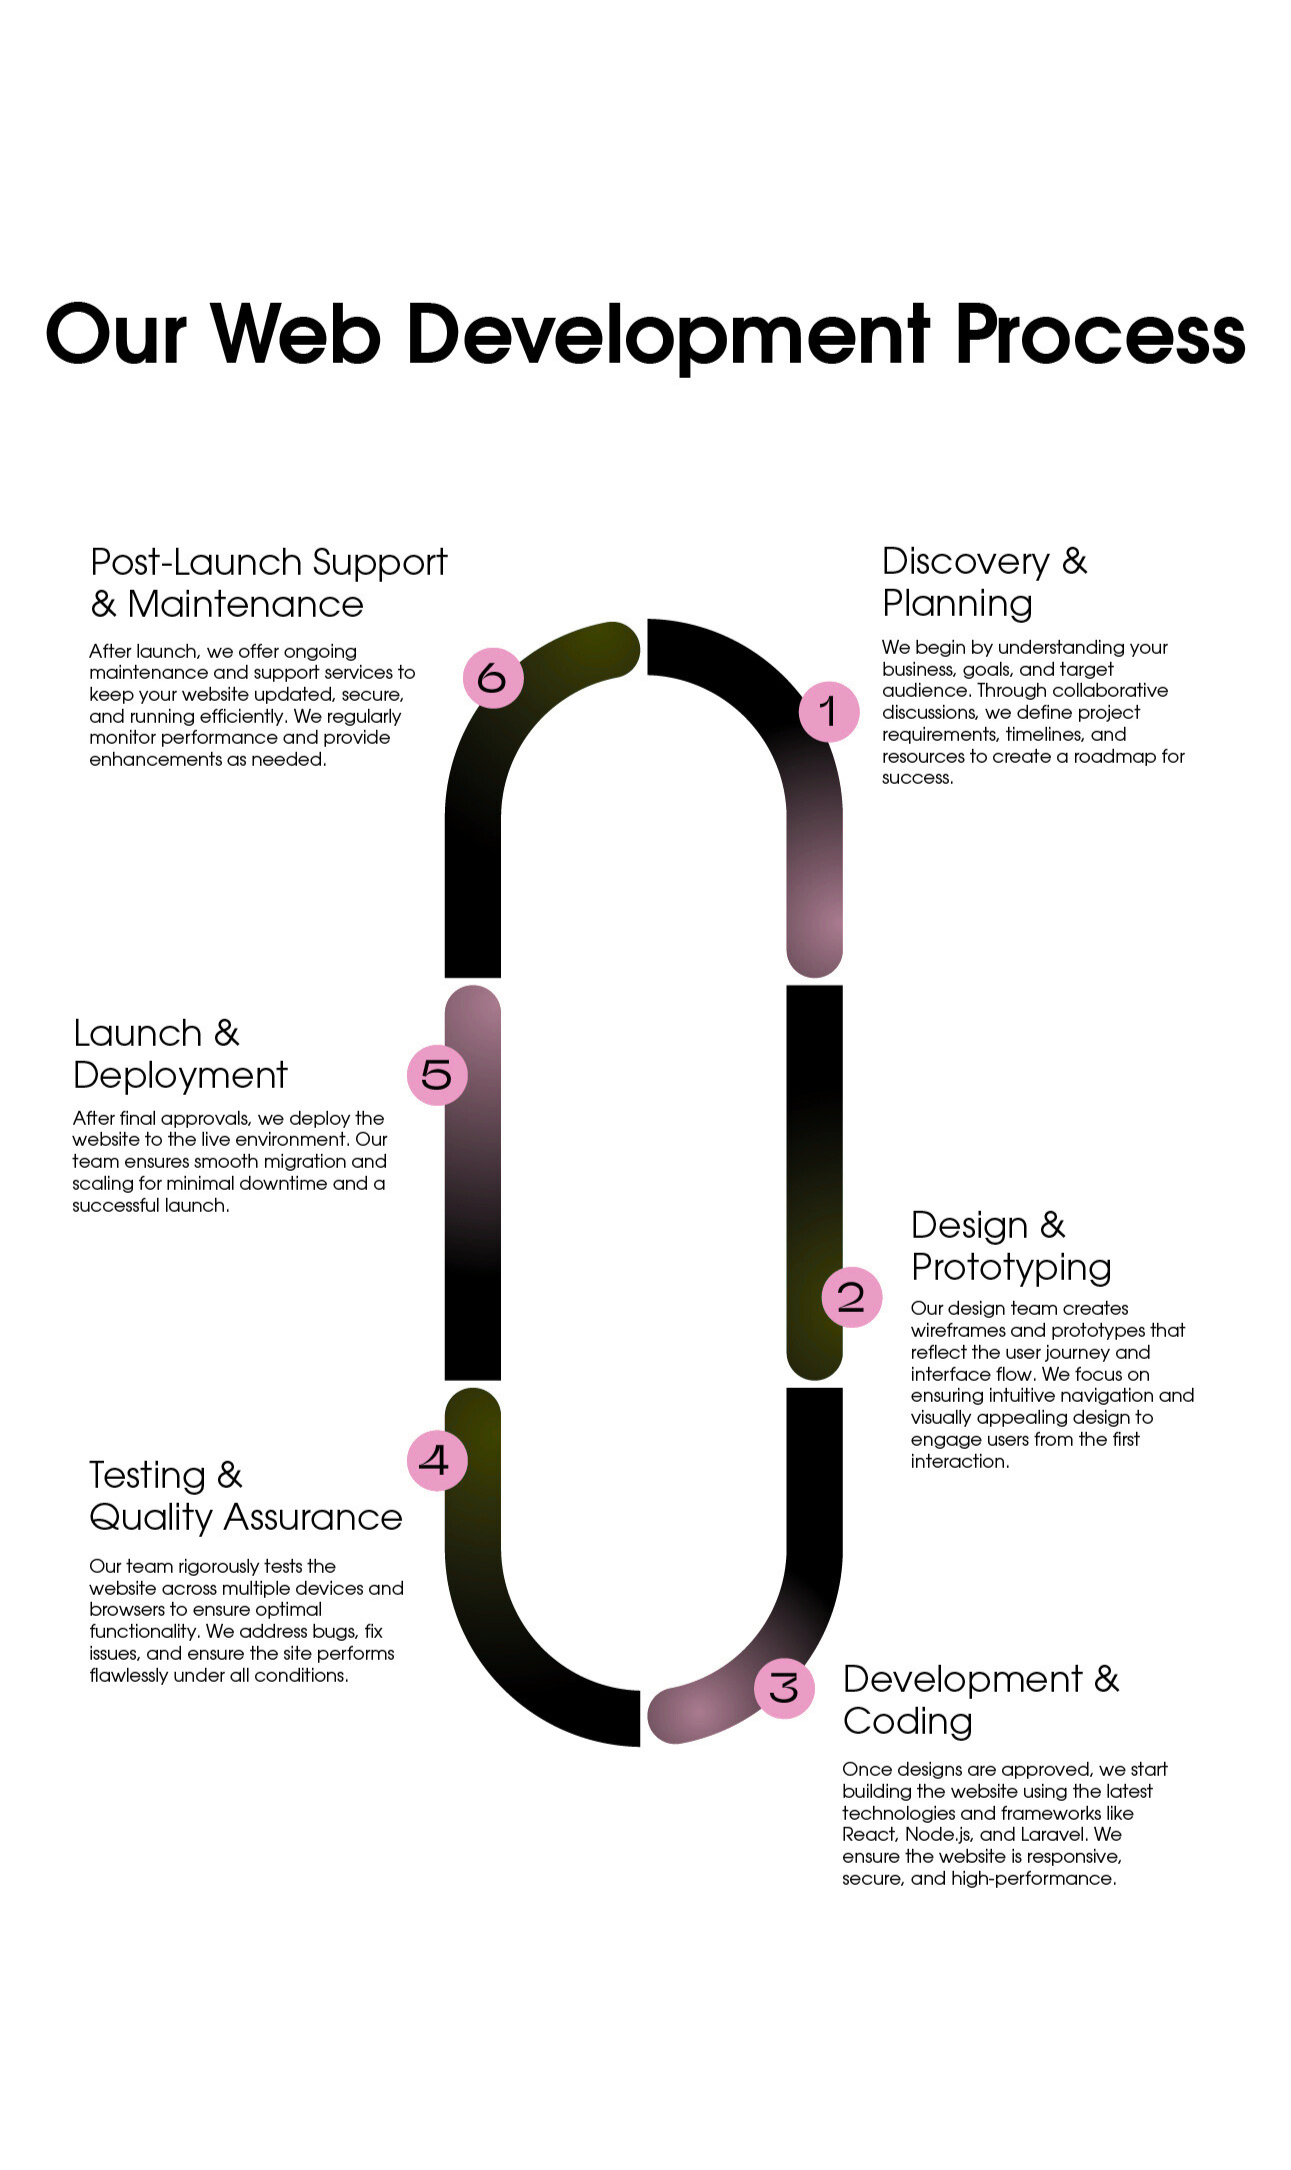 Our Web Development Process
1
Discovery &
Planning
We begin by understanding your
business, goals, and target
audience. Through collaborative
discussions, we define project
requirements, timelines, and
resources to create a roadmap for
success.
2
Design &
Prototyping
Our design team creates
wireframes and prototypes that
reflect the user journey and
interface flow. We focus on
ensuring intuitive navigation and
visually appealing design to
engage users from the first
interaction.
3
Development &
Coding
Once designs are approved, we start
building the website using the latest
technologies and frameworks like
React, Node.js, and Laravel. We
ensure the website is responsive,
secure, and high-performance.
4
Testing &
Quality Assurance
Our team rigorously tests the
website across multiple devices and
browsers to ensure optimal
functionality. We address bugs, fix
issues, and ensure the site performs
flawlessly under all conditions.
5
Launch &
Deployment
After final approvals, we deploy the
website to the live environment. Our
team ensures smooth migration and
scaling for minimal downtime and a
successful launch.
6
Post-Launch Support
& Maintenance
After launch, we offer ongoing
maintenance and support services to
keep your website updated, secure,
and running efficiently. We regularly
monitor performance and provide
enhancements as needed.